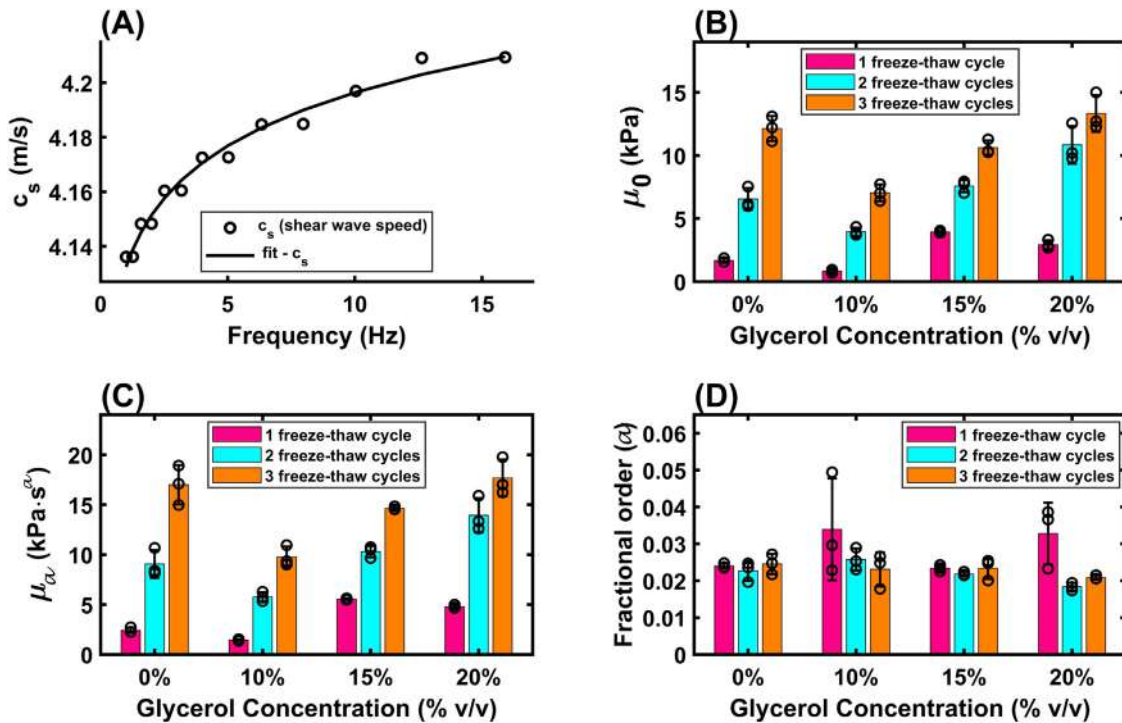 (A)
c_s (m/s)
4.2
4.18
4.16
4.14
c_s (shear wave speed)
fit - c_s
0 5 10 15
Frequency (Hz)
(B)
μ_0 (kPa)
15
10
5
0
1 freeze-thaw cycle
2 freeze-thaw cycles
3 freeze-thaw cycles
0% 10% 15% 20%
Glycerol Concentration (% v/v)
(C)
μ_α (kPa·s^α)
20
15
10
5
0
1 freeze-thaw cycle
2 freeze-thaw cycles
3 freeze-thaw cycles
0% 10% 15% 20%
Glycerol Concentration (% v/v)
(D)
Fractional order (α)
0.06
0.05
0.04
0.03
0.02
0.01
0
1 freeze-thaw cycle
2 freeze-thaw cycles
3 freeze-thaw cycles
0% 10% 15% 20%
Glycerol Concentration (% v/v)